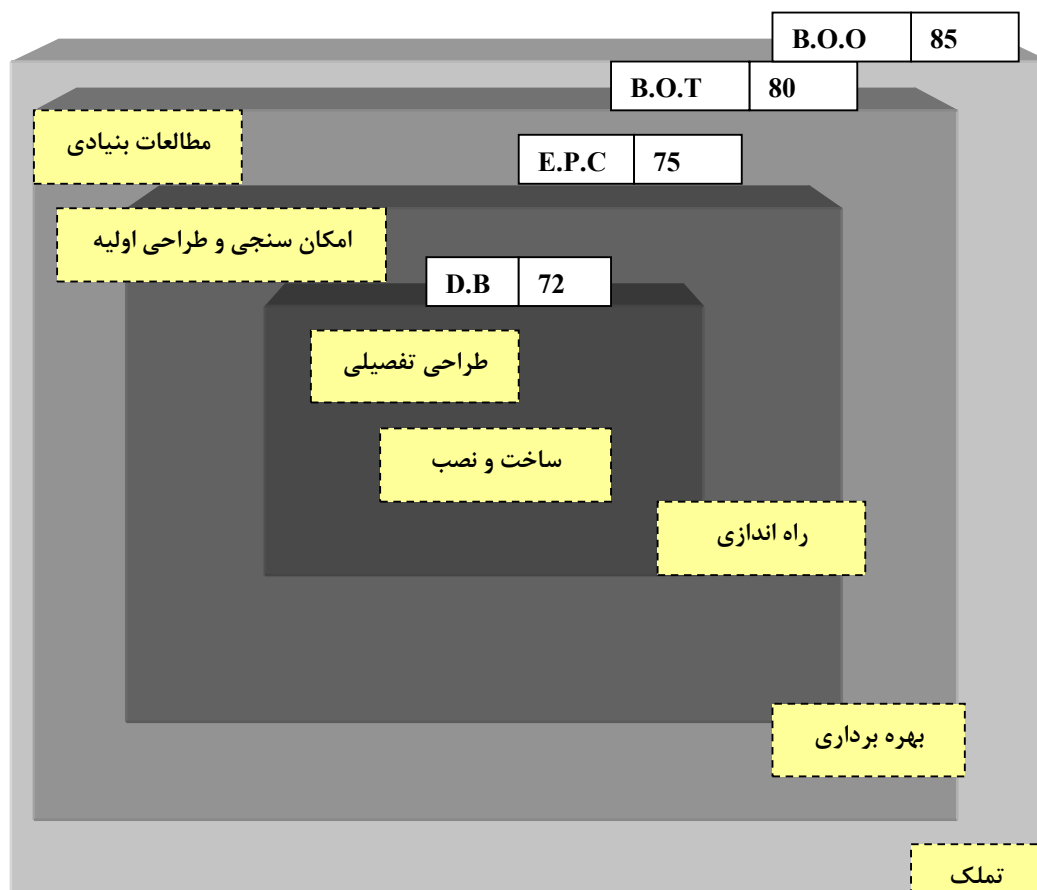 B.O.O 85
B.O.T 80
مطالعات بنیادی
E.P.C 75
امکان سنجی و طراحی اولیه
D.B 72
طراحی تفصیلی
ساخت و نصب
راه اندازی
بهره برداری
تملک